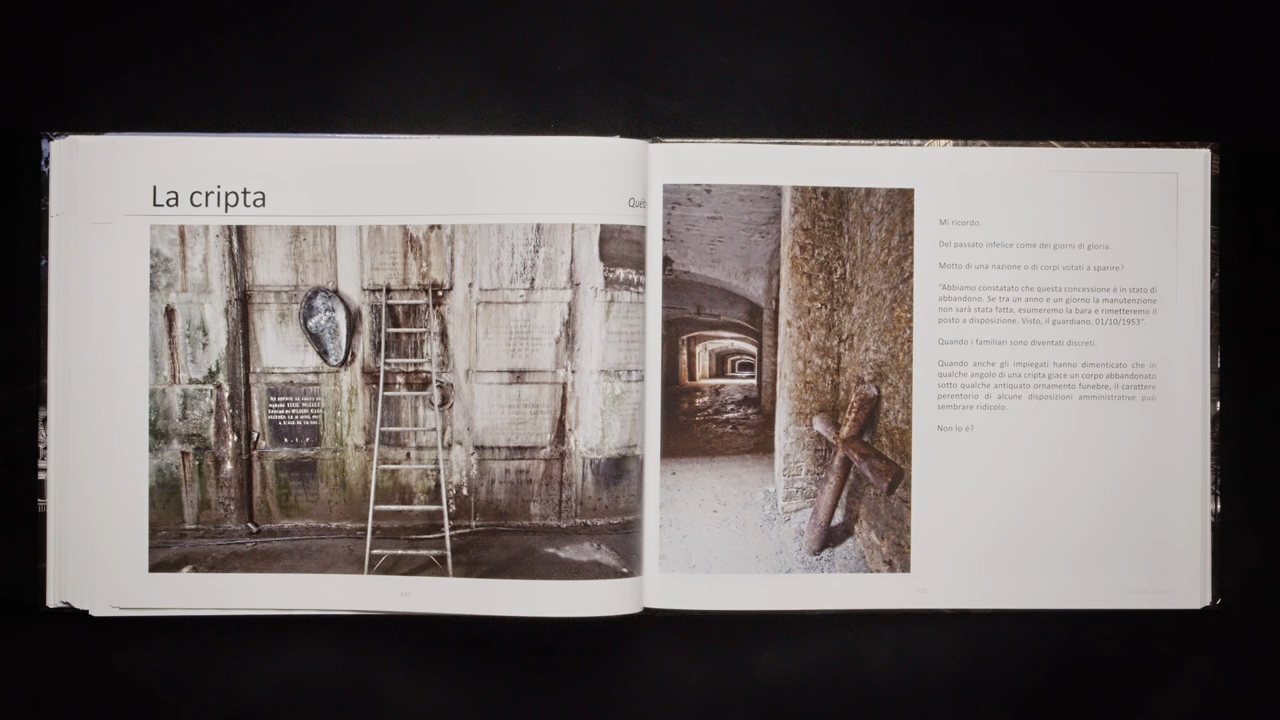 La cripta
R. I. P.
Mi ricordo.
Del passato infelice come dei giorni di gloria.
Motto di una nazione o di corpi votati a sparire?
“Abbiamo constatato che questa concessione è in stato di
abbandono. Se tra un anno e un giorno la manutenzione
non sarà stata fatta, esumeremo la bara e rimetteremo il
posto a disposizione. Visto, il guardiano, 01/10/1953”.
Quando i familiari sono diventati discreti.
Quando anche gli impiegati hanno dimenticato che in
qualche angolo di una cripta giace un corpo abbandonato
sotto qualche antiquato ornamento funebre, il carattere
perentorio di alcune disposizioni amministrative può
sembrare ridicolo.
Non lo è?